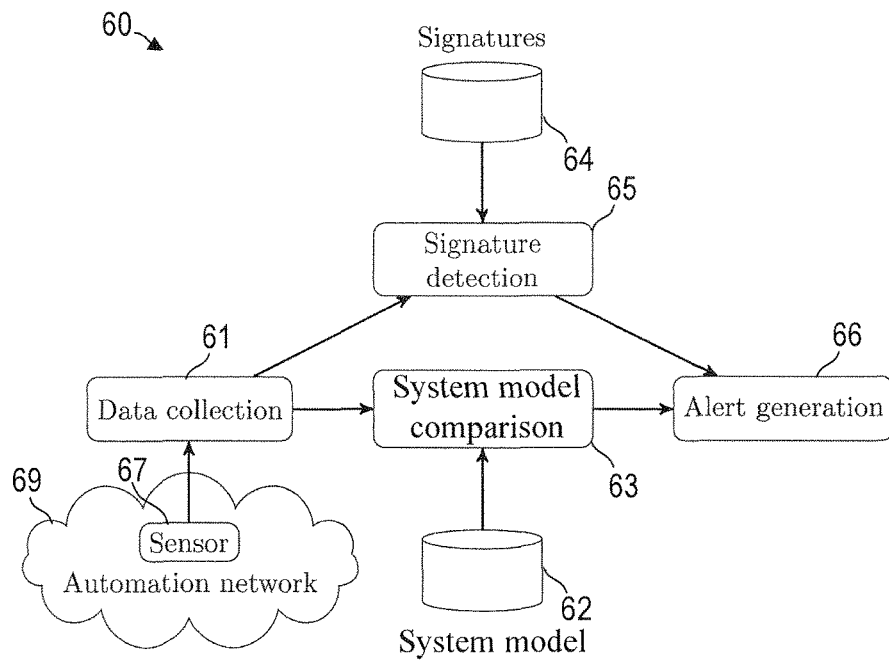 60
Signatures
64
65
Signature
detection
61
66
Data collection
System model
comparison
Alert generation
63
69
67
Sensor
Automation network
62
System model